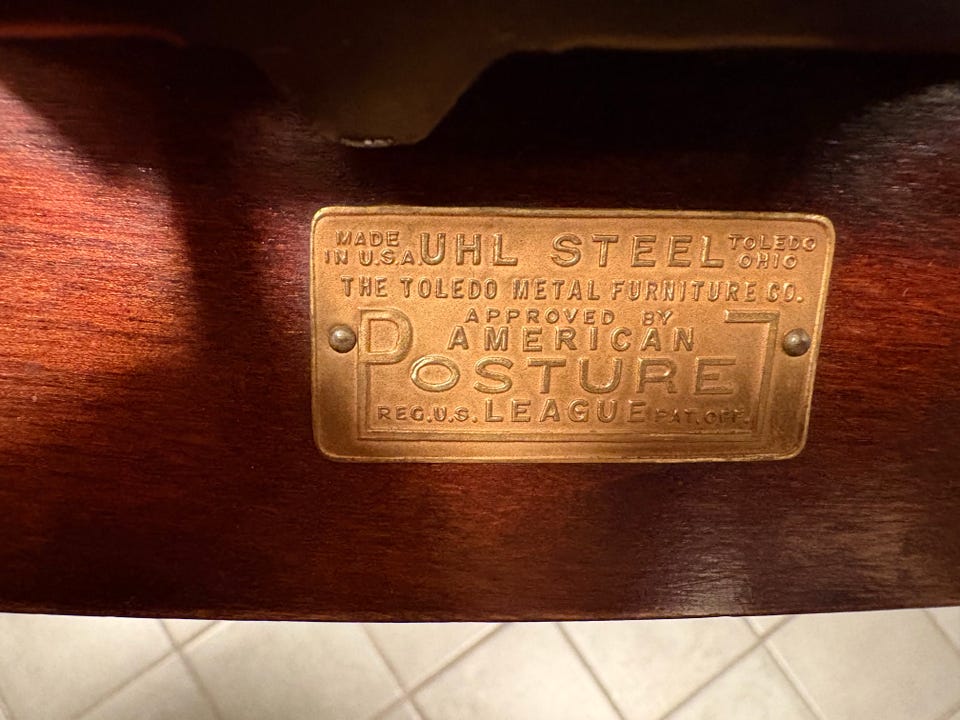 MADE IN U.S.A UHL STEEL TOLEDO OHIO
THE TOLEDO METAL FURNITURE CO.
APPROVED BY
AMERICAN
POSTURE
REG.U.S. LEAGUE PAT.OFF.